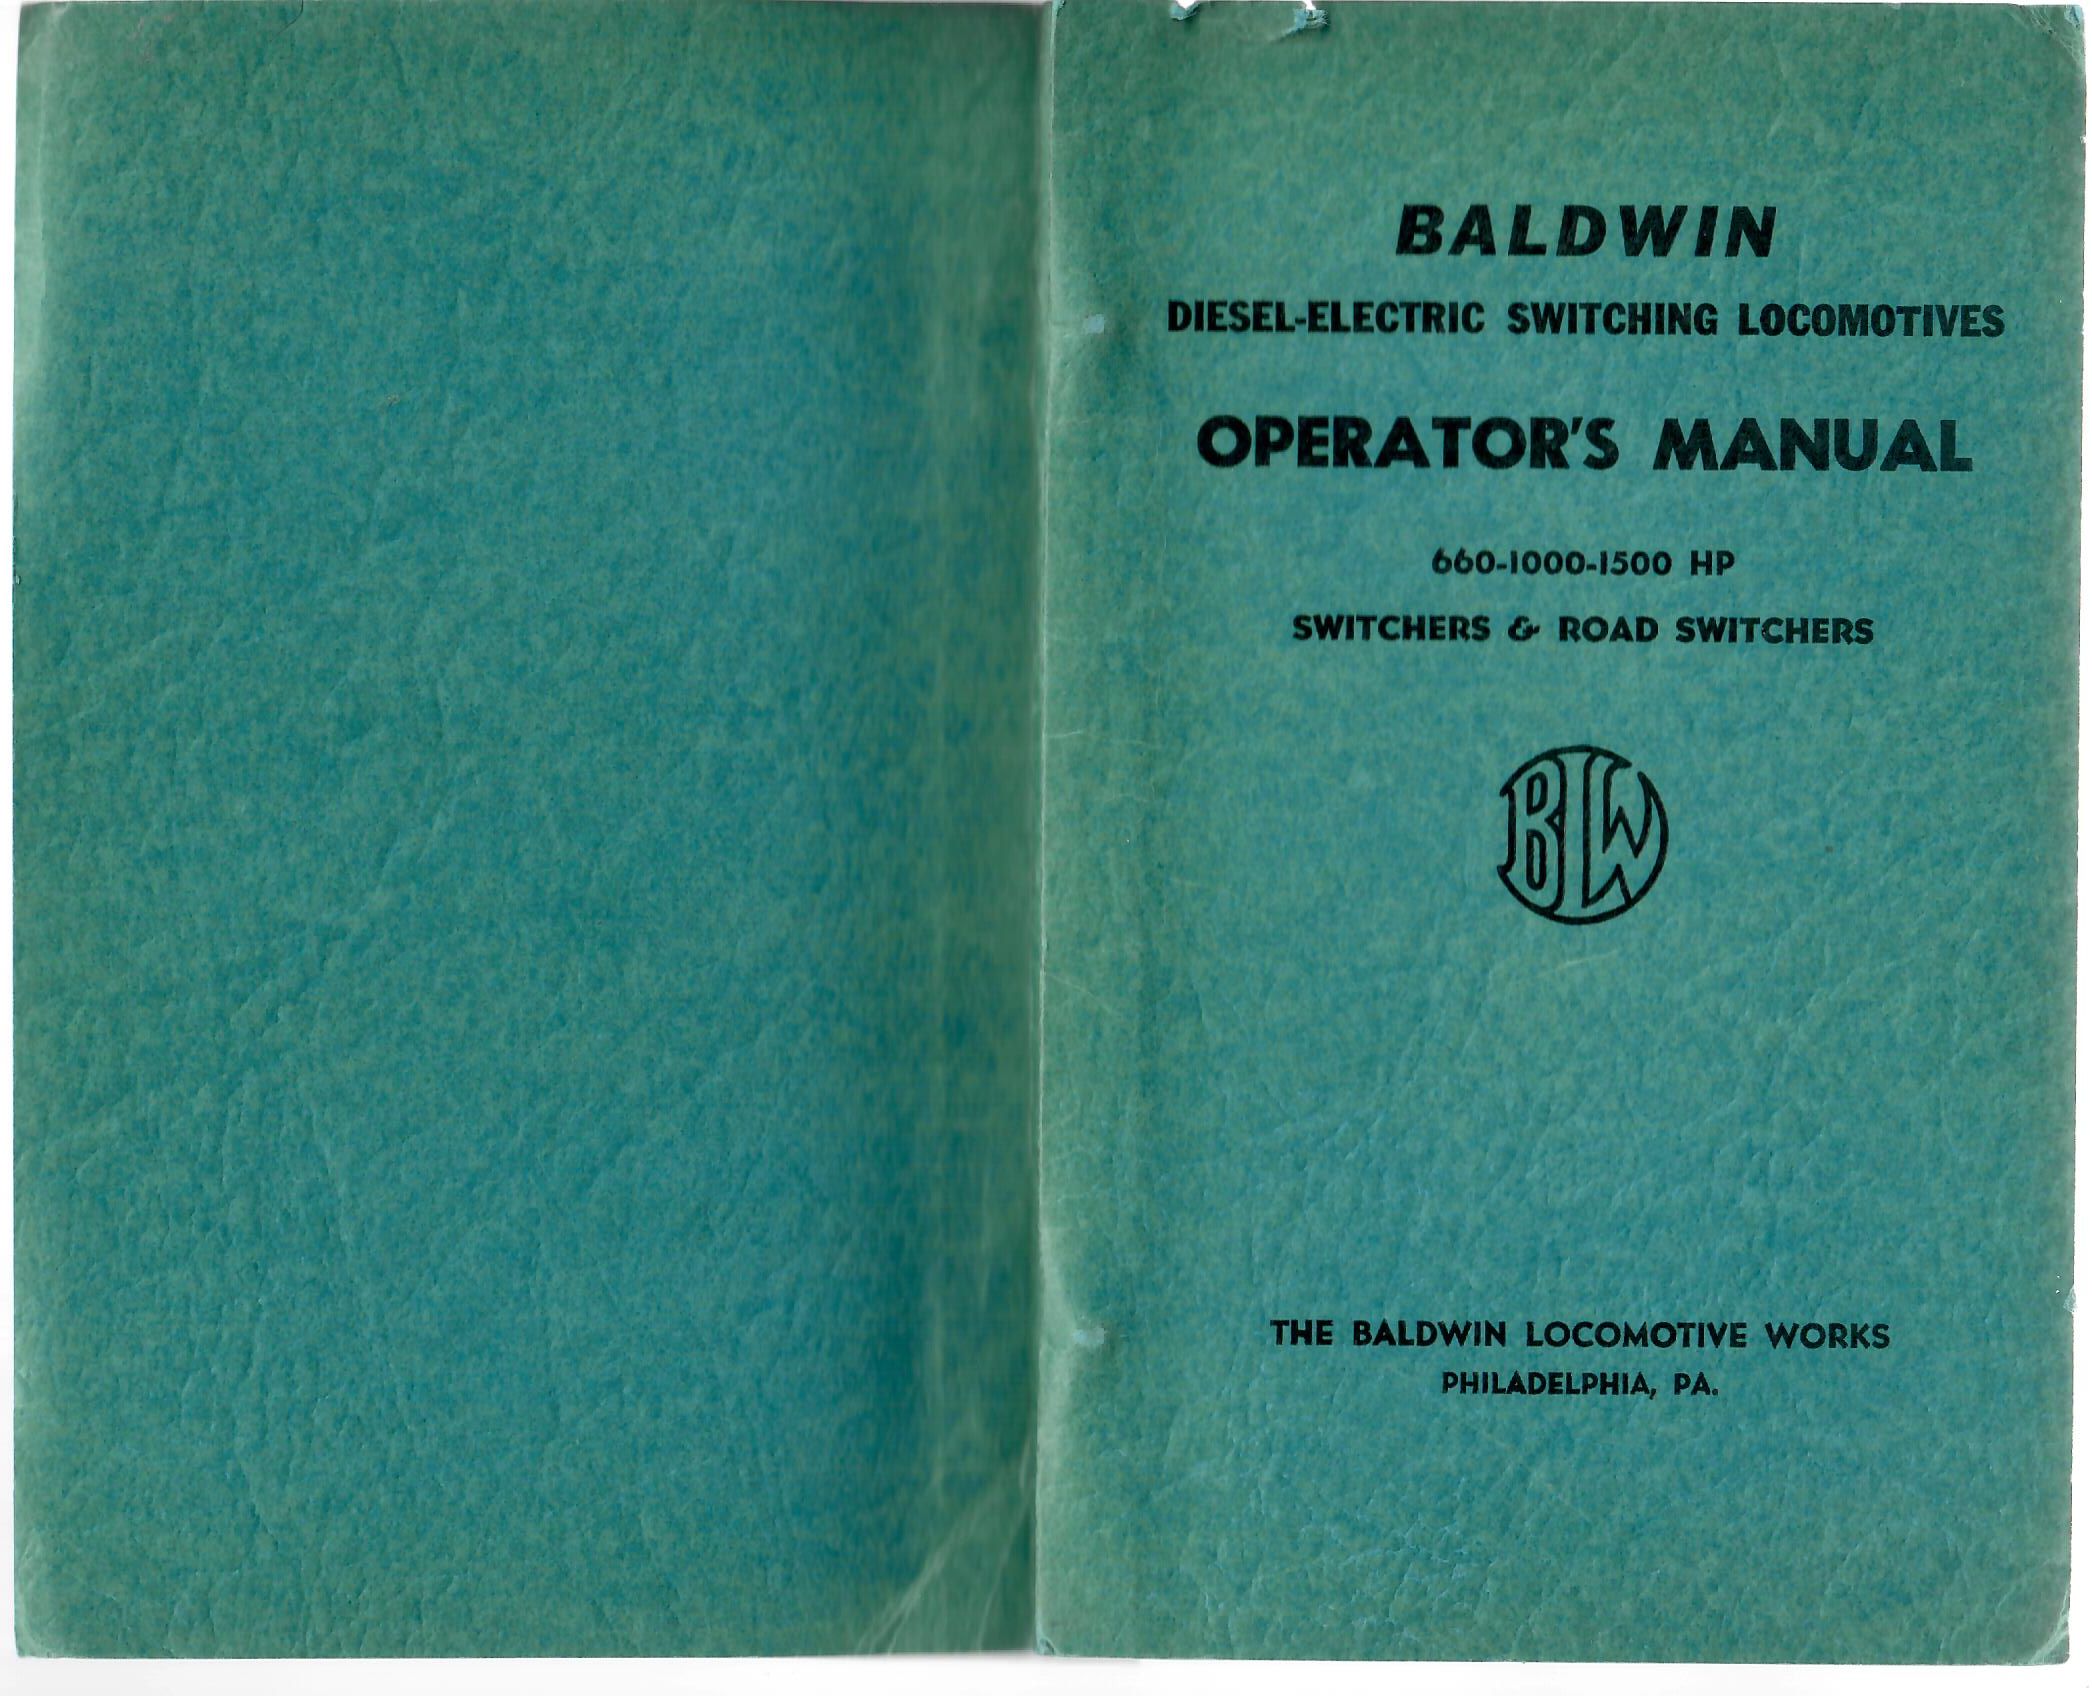 BALDWIN
DIESEL-ELECTRIC SWITCHING LOCOMOTIVES
OPERATOR'S MANUAL
660-1000-1500 HP
SWITCHERS & ROAD SWITCHERS
BLW
THE BALDWIN LOCOMOTIVE WORKS
PHILADELPHIA, PA.